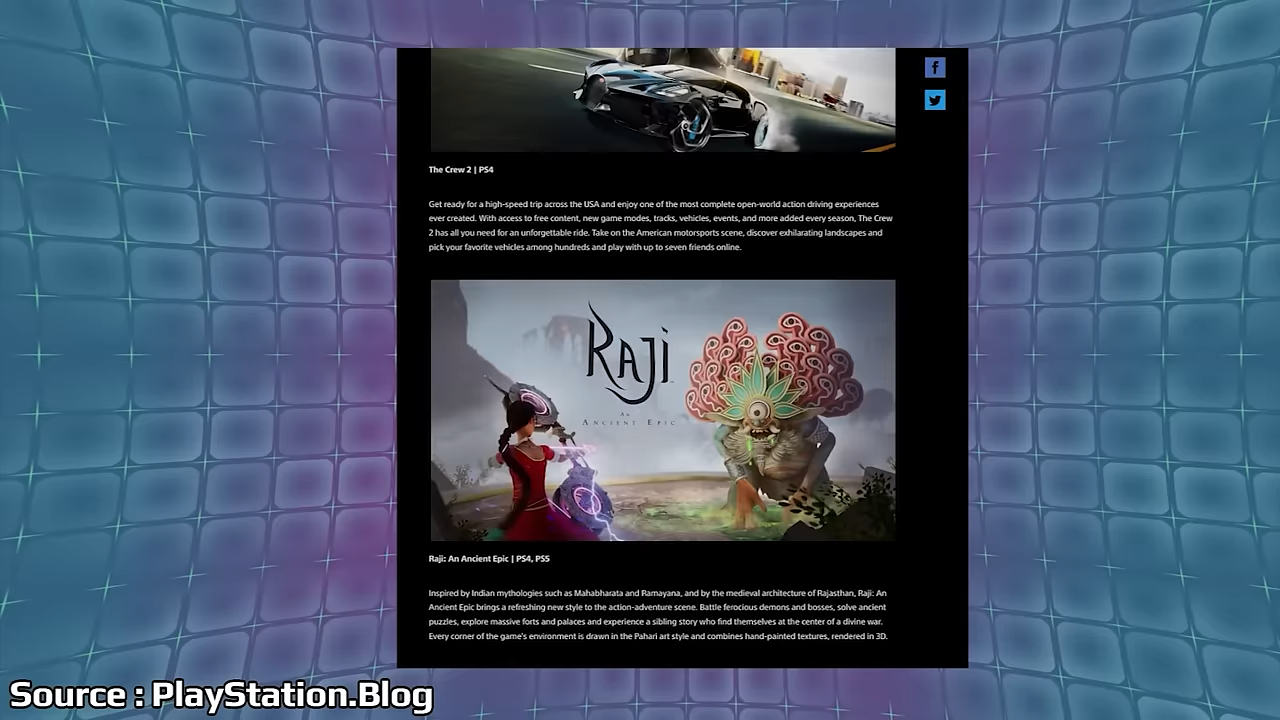 The Crew 2 | PS4
Get ready for a high-speed trip across the USA and enjoy one of the most complete open-world action driving experiences
ever created. With access to free content, new game modes, tracks, vehicles, events, and more added every season, The Crew
2 has all you need for an unforgettable ride. Take on the American motorsports scene, discover exhilarating landscapes and
pick your favorite vehicles among hundreds and play with up to seven friends online.
RAJI
An
ANCIENT EPIC
Raji: An Ancient Epic | PS4, PS5
Inspired by Indian mythologies such as Mahabharata and Ramayana, and by the medieval architecture of Rajasthan, Raji: An
Ancient Epic brings a refreshing new style to the action-adventure scene. Battle ferocious demons and bosses, solve ancient
puzzles, explore massive forts and palaces and experience a sibling story who find themselves at the center of a divine war.
Every corner of the game's environment is drawn in the Pahari art style and combines hand-painted textures, rendered in 3D.
Source : PlayStation.Blog